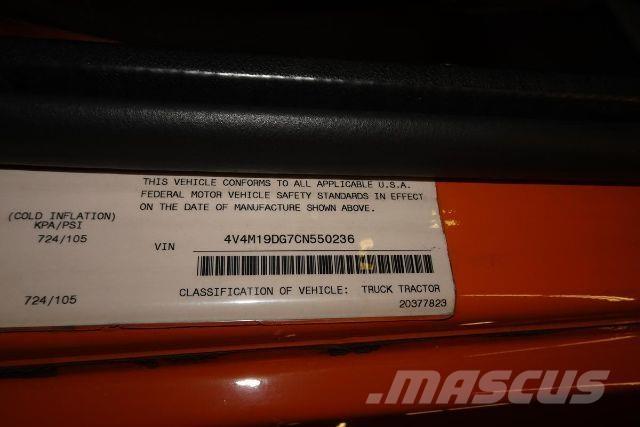 THIS VEHICLE CONFORMS TO ALL APPLICABLE U.S.A.
FEDERAL MOTOR VEHICLE SAFETY STANDARDS IN EFFECT
ON THE DATE OF MANUFACTURE SHOWN ABOVE.
(COLD INFLATION)
KPA/PSI
724/105
VIN 4V4M19DG7CN550236
CLASSIFICATION OF VEHICLE: TRUCK TRACTOR
724/105
20377823
MASCUS